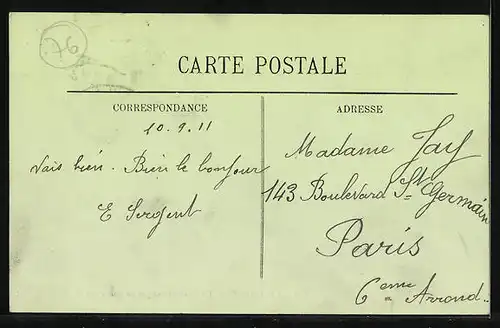 76
CARTE POSTALE
CORRESPONDANCE
10.9.11
vais bien. Bien le bonjour
E Sergent
ADRESSE
Madame Jay
143 Boulevard St Germain
Paris
6eme Arrond.